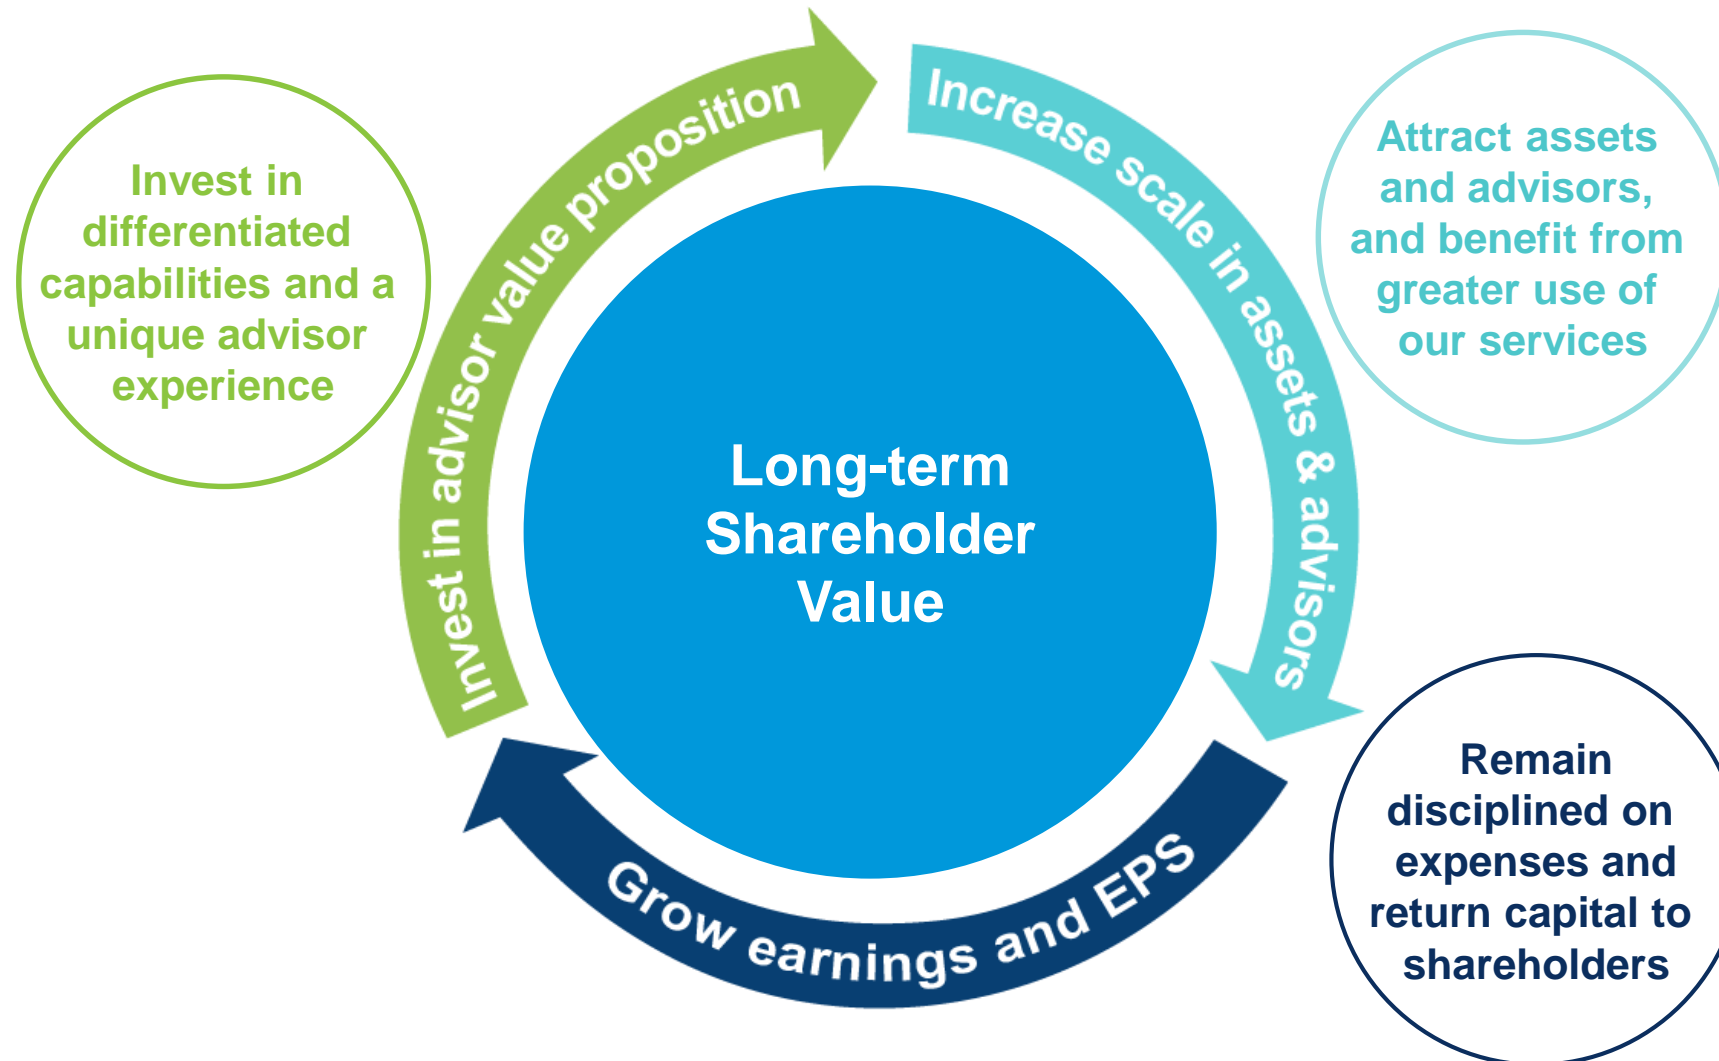 Invest in
differentiated
capabilities and a
unique advisor
experience
Invest in advisor value proposition
Increase scale in assets & advisors
Attract assets
and advisors,
and benefit from
greater use of
our services
Long-term
Shareholder
Value
Grow earnings and EPS
Remain
disciplined on
expenses and
return capital to
shareholders